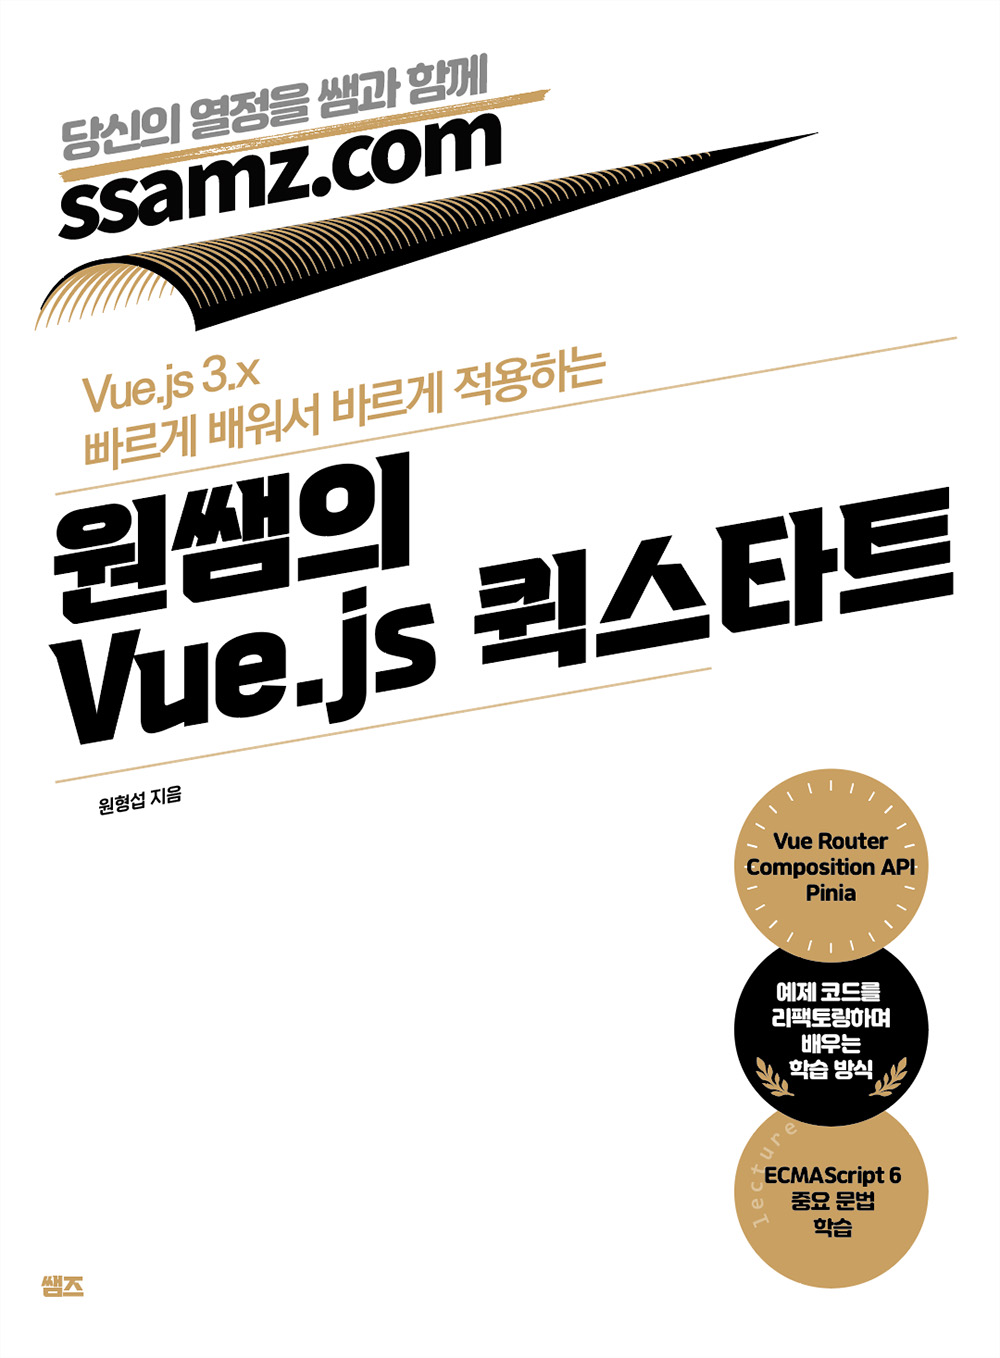 당신의 열정을 쌤과 함께
ssamz.com
Vue.js 3.x
빠르게 배워서 바르게 적용하는
원쌤의
Vue.js 퀵스타트
원형섭 지음
Vue Router
Composition API
Pinia
예제 코드를
리팩토링하며
배우는
학습 방식
lecture
ECMAScript 6
중요 문법
학습
쌤즈